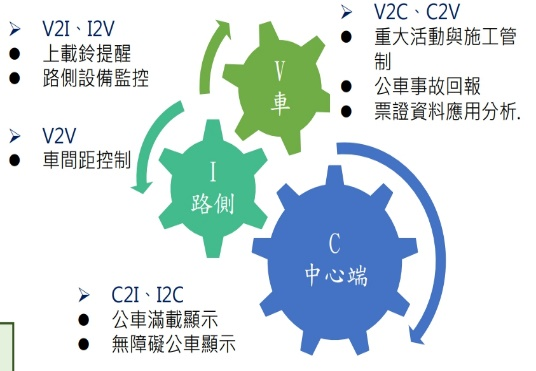 ➢ V2I、I2V
● 上載鈴提醒
● 路側設備監控
➢ V2V
● 車間距控制
➢ V2C、C2V
● 重大活動與施工管
制
● 公車事故回報
● 票證資料應用分析.
V
車
I
路側
C
中心端
➢ C2I、I2C
● 公車滿載顯示
● 無障礙公車顯示